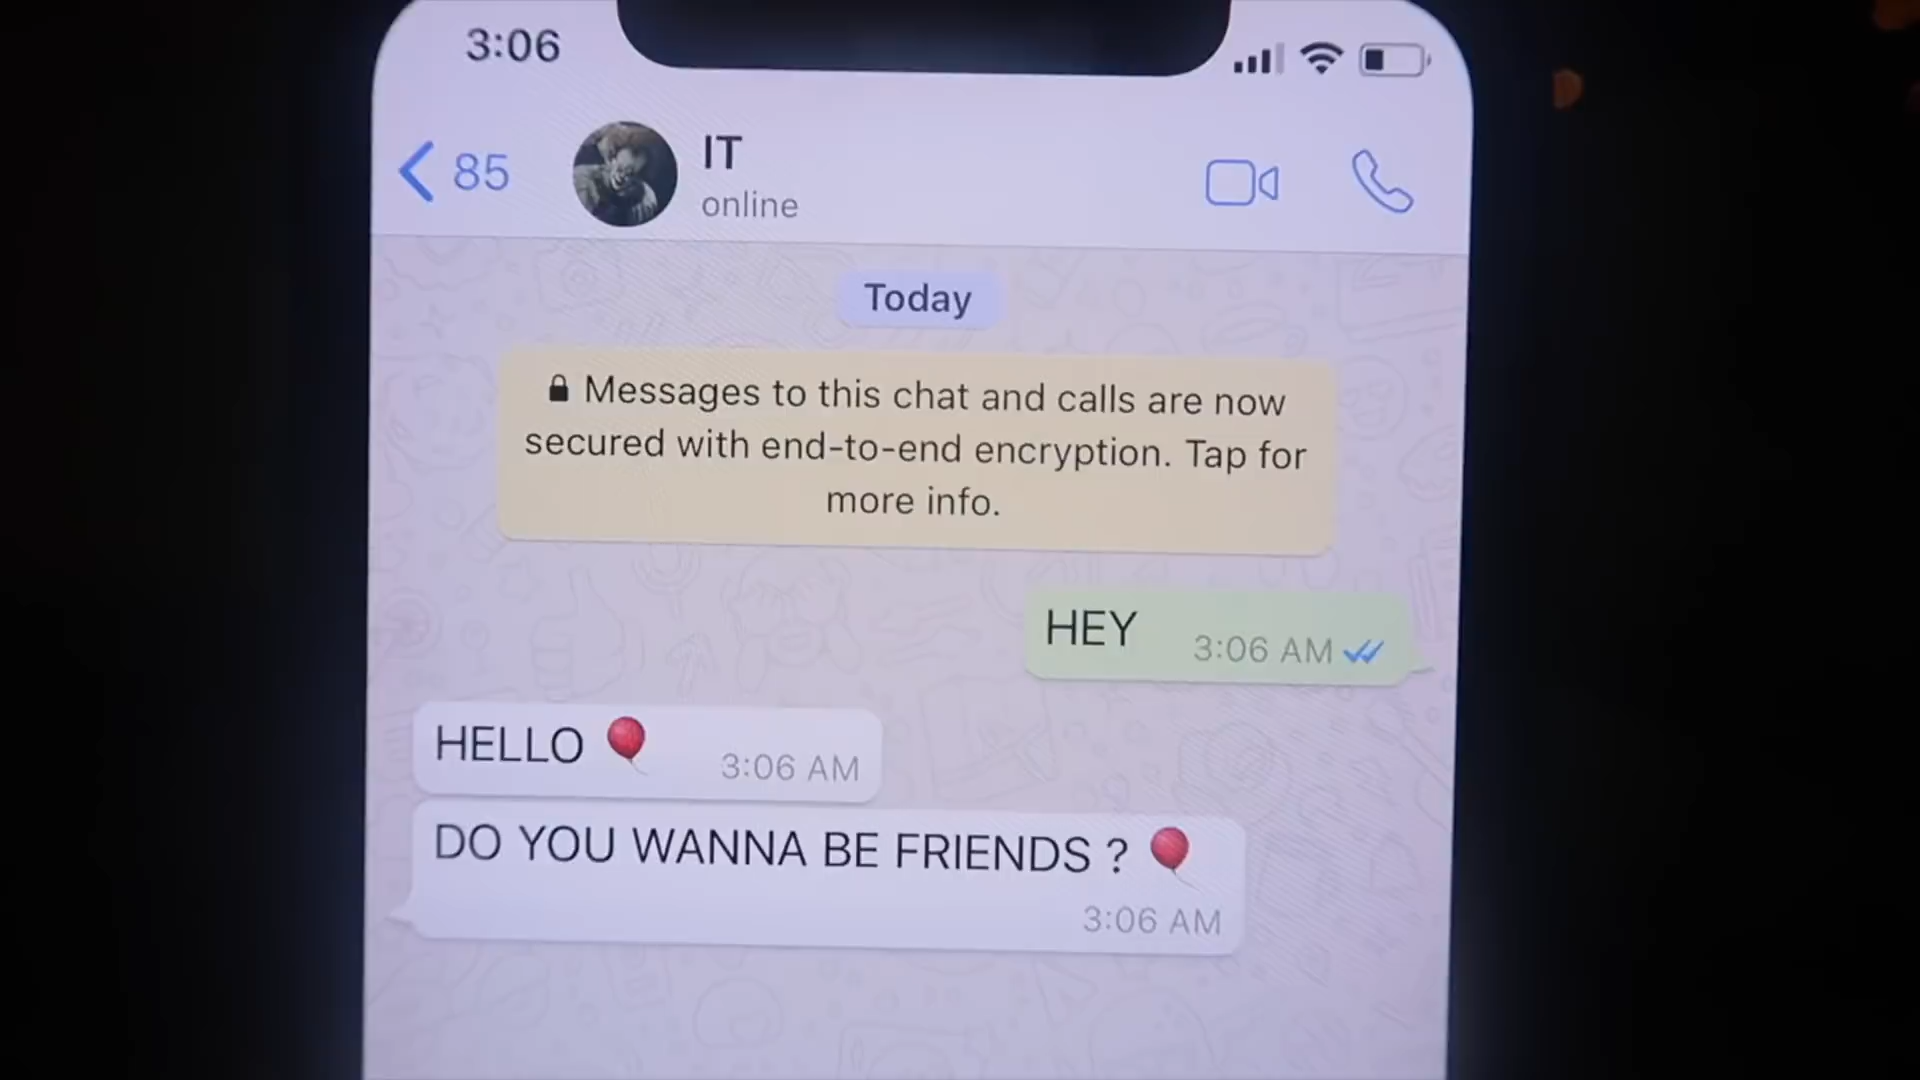 3:06
85
IT
online
Today
Messages to this chat and calls are now
secured with end-to-end encryption. Tap for
more info.
HEY 3:06 AM
HELLO 🎈 3:06 AM
DO YOU WANNA BE FRIENDS ? 🎈
3:06 AM